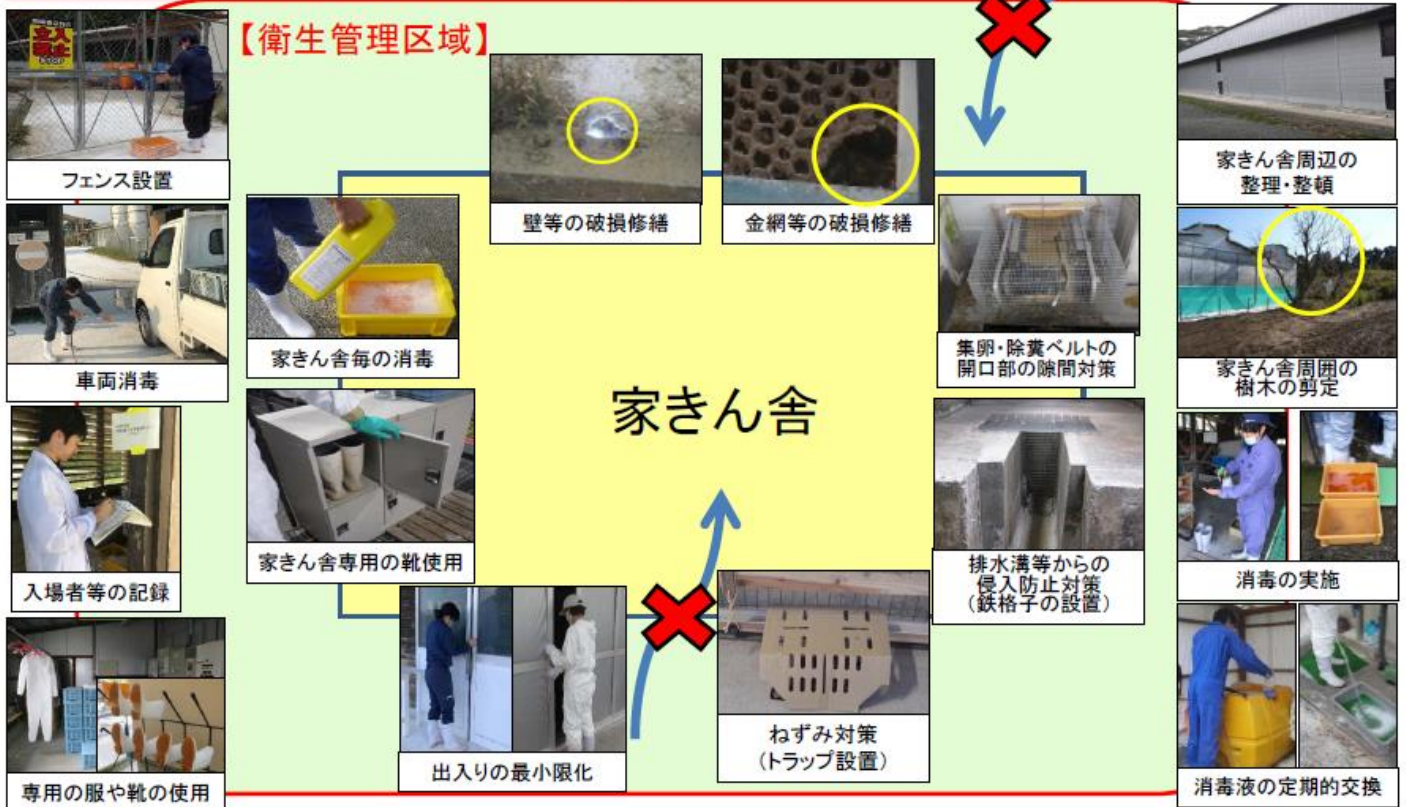 【衛生管理区域】
立入
禁止
フェンス設置
車両消毒
入場者等の記録
専用の服や靴の使用
家きん舎毎の消毒
家きん舎専用の靴使用
壁等の破損修繕
金網等の破損修繕
家きん舎
出入りの最小限化
ねずみ対策
(トラップ設置)
集卵・除糞ベルトの
開口部の隙間対策
排水溝等からの
侵入防止対策
(鉄格子の設置)
家きん舎周辺の
整理・整頓
家きん舎周囲の
樹木の剪定
消毒の実施
消毒液の定期的交換